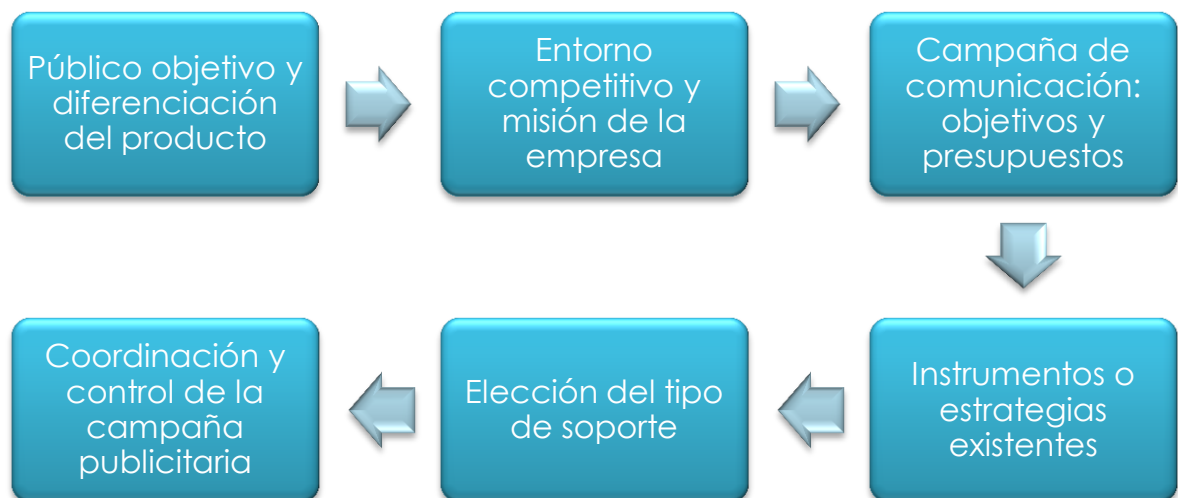 Público objetivo y
diferenciación
del producto
Entorno
competitivo y
misión de la
empresa
Campaña de
comunicación:
objetivos y
presupuestos
Instrumentos o
estrategias
existentes
Elección del tipo
de soporte
Coordinación y
control de la
campaña
publicitaria